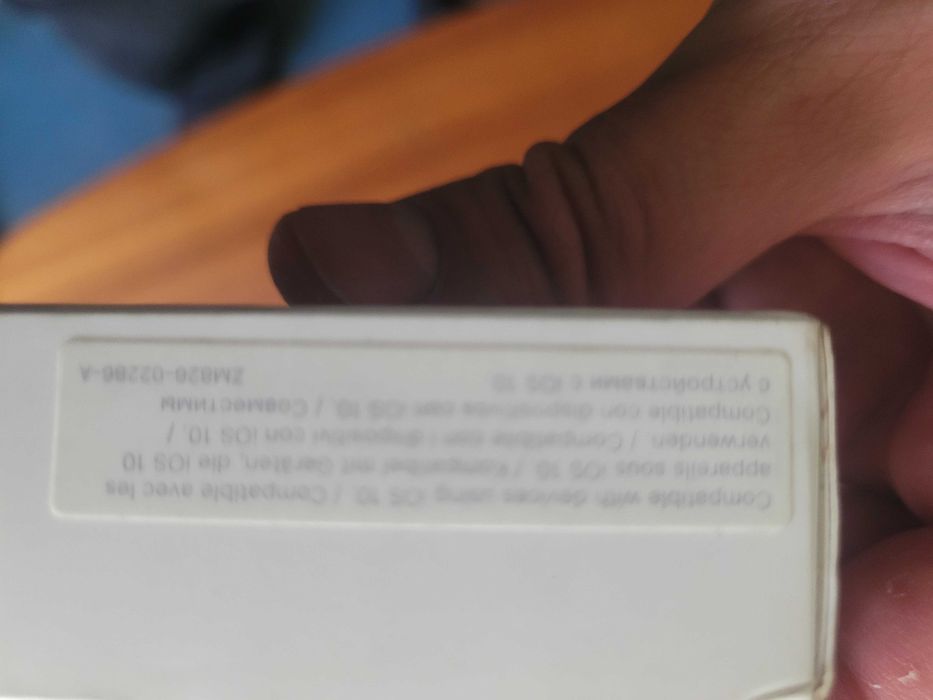 Compatible with devices using iOS 10. / Compatible avec les
appareils sous iOS 10. / Kompatibel mit Geräten, die iOS 10
verwenden / Compatible con i dispositivi con iOS 10. /
Compatible con dispositivos con iOS 10. / Совместимы
с устройствами с iOS 10 ZM826-02286-A